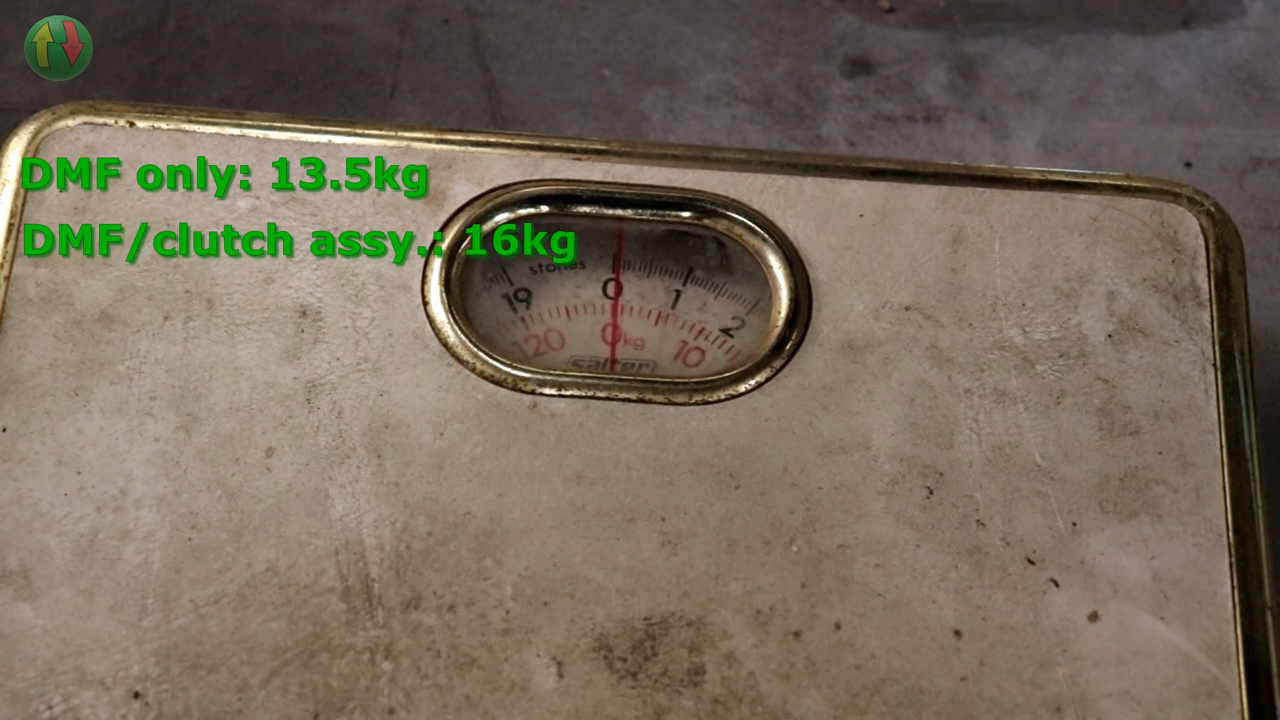 DMF only: 13.5kg
DMF/clutch assy.: 16kg
stones
19 0 1 2
120 0kg 10
salter